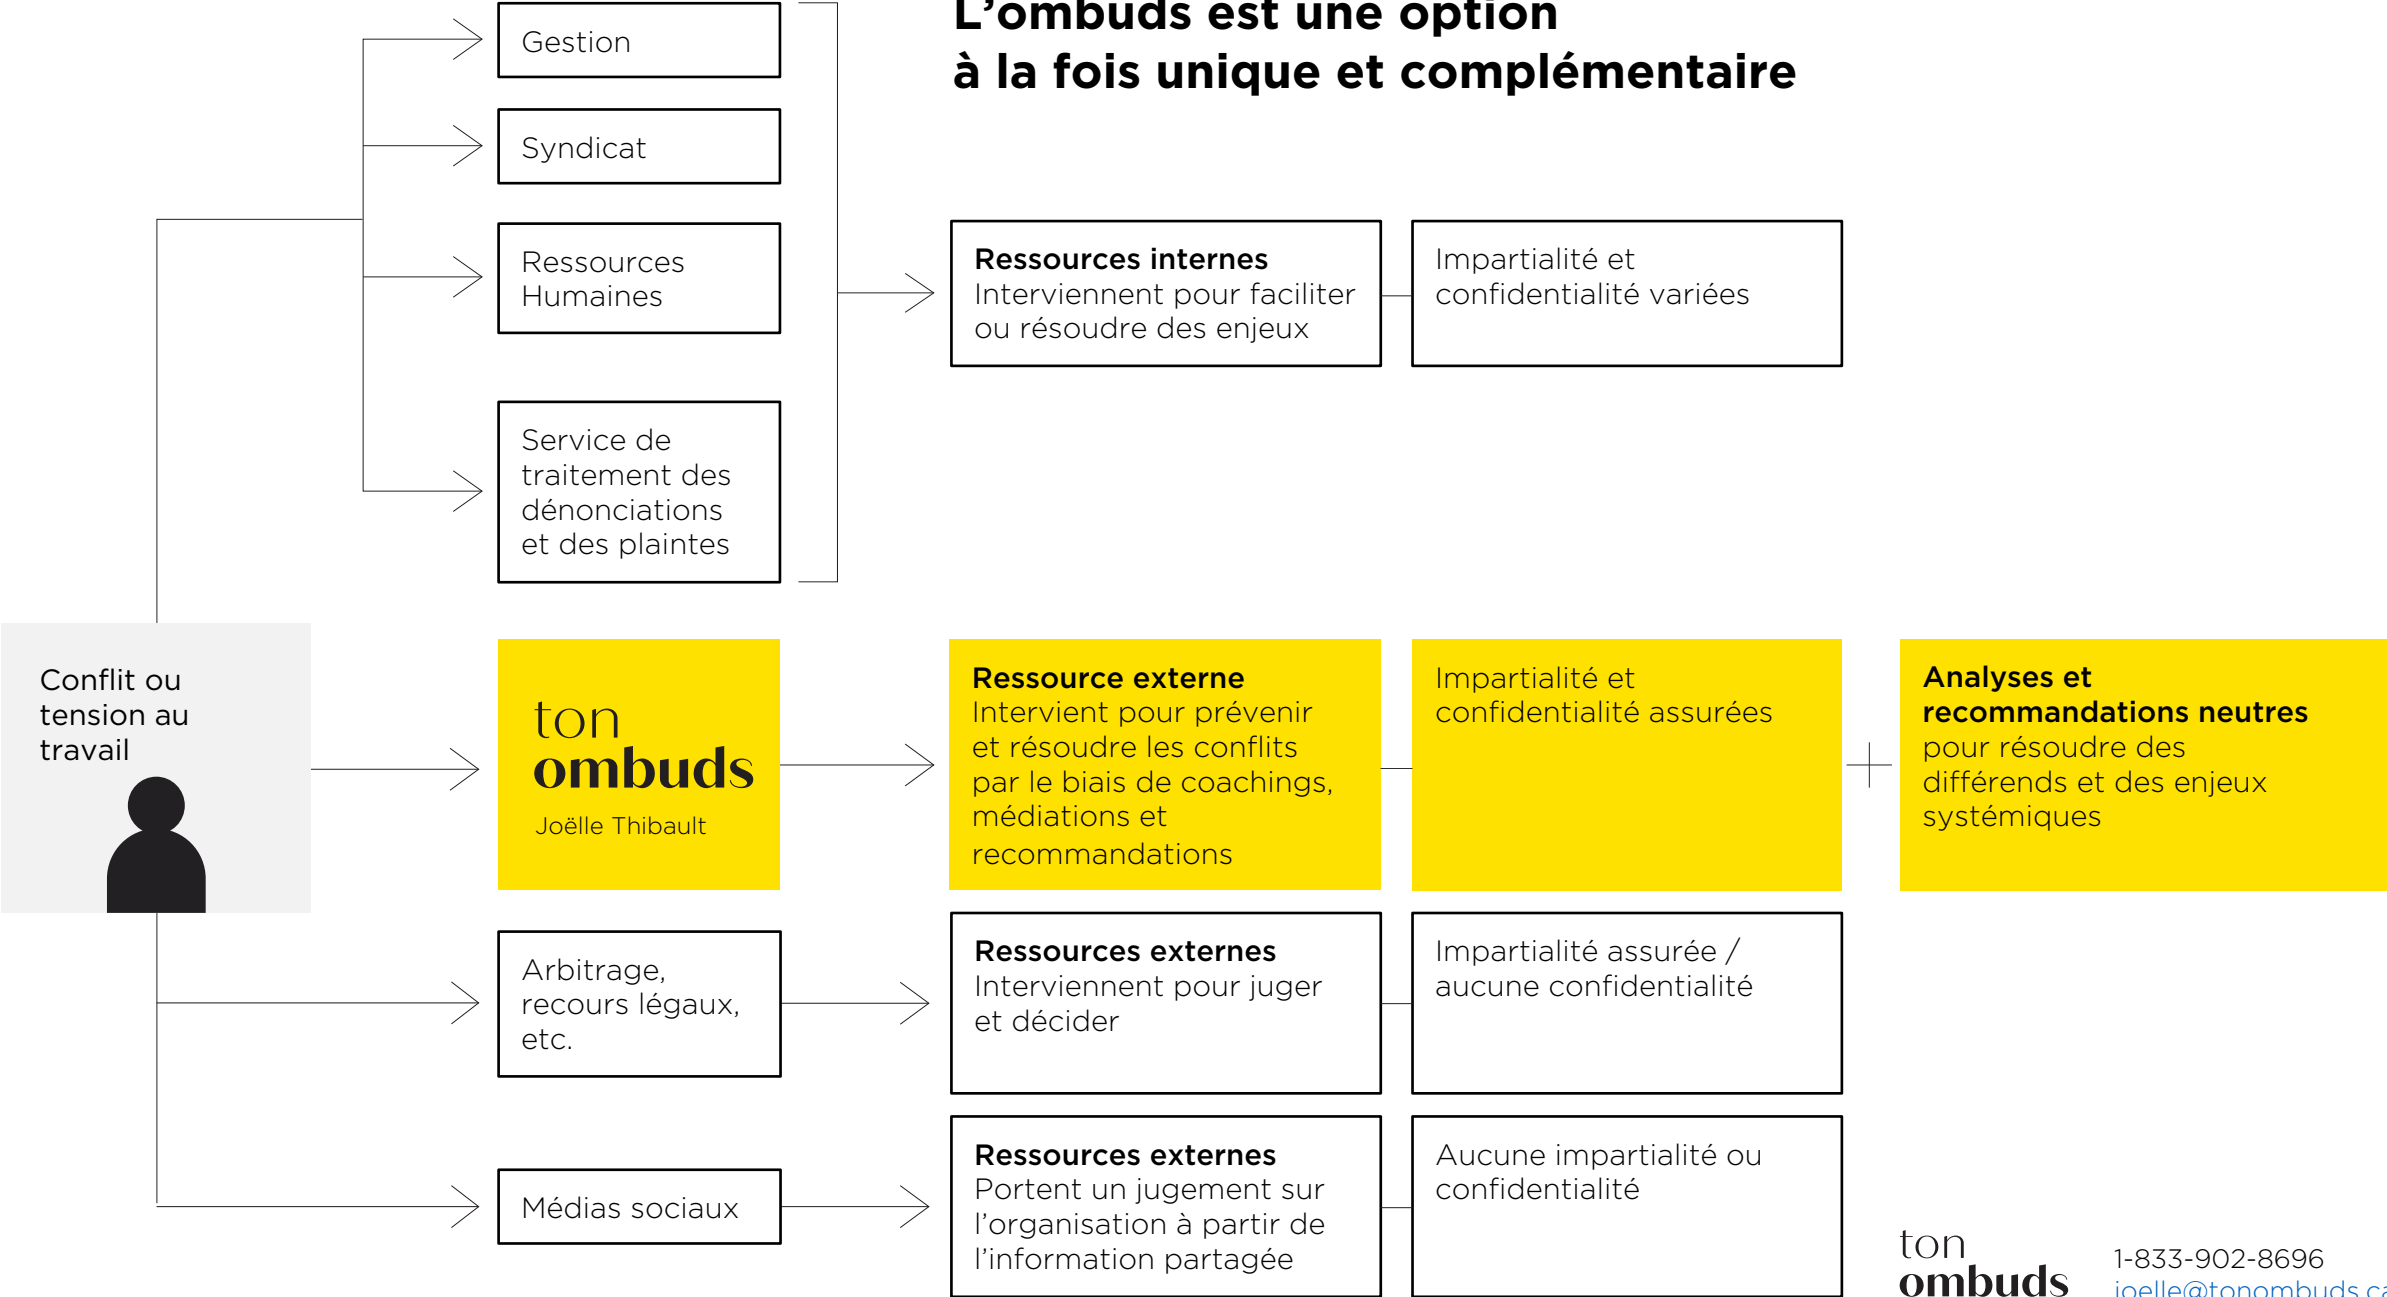 L'ombuds est une option
à la fois unique et complémentaire
Gestion
Syndicat
Ressources
Humaines
Service de
traitement des
dénonciations
et des plaintes
Ressources internes
Interviennent pour faciliter
ou résoudre des enjeux
Impartialité et
confidentialité variées
Conflit ou
tension au
travail
ton
ombuds
Joëlle Thibault
Ressource externe
Intervient pour prévenir
et résoudre les conflits
par le biais de coachings,
médiations et
recommandations
Impartialité et
confidentialité assurées
Analyses et
recommandations neutres
pour résoudre des
différends et des enjeux
systémiques
Arbitrage,
recours légaux,
etc.
Ressources externes
Interviennent pour juger
et décider
Impartialité assurée /
aucune confidentialité
Médias sociaux
Ressources externes
Portent un jugement sur
l'organisation à partir de
l'information partagée
Aucune impartialité ou
confidentialité
ton
ombuds
1-833-902-8696
joelle@tonombuds.ca